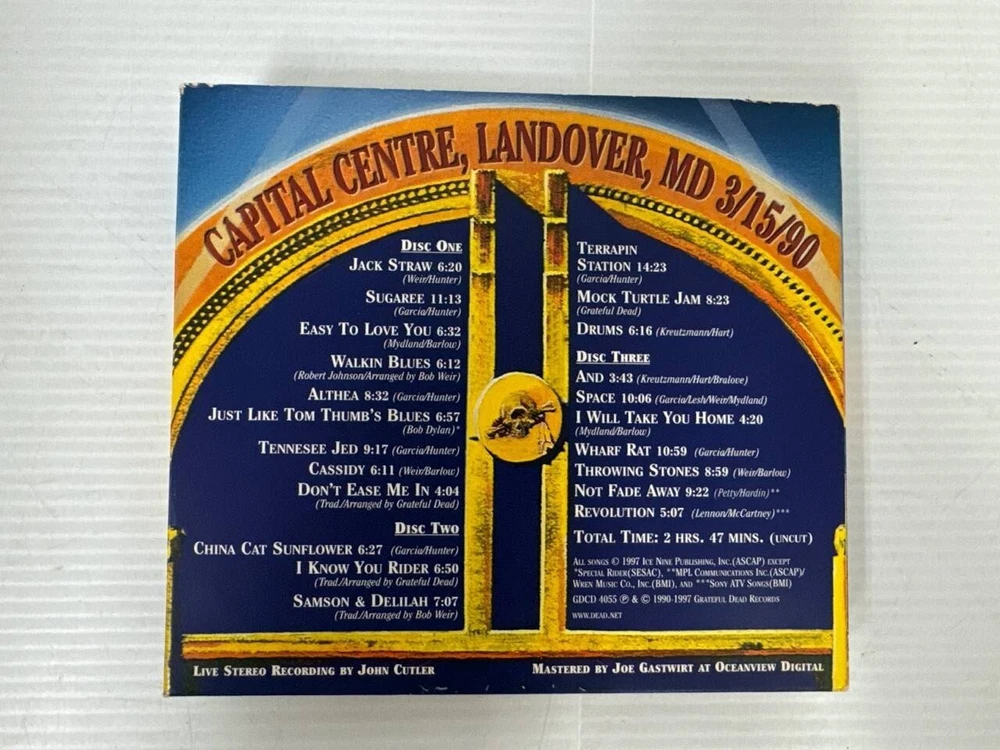 CAPITAL CENTRE, LANDOVER, MD 3/15/90
DISC ONE
JACK STRAW 6:20
(Weir/Hunter)
SUGAREE 11:13
(Garcia/Hunter)
EASY TO LOVE YOU 6:32
(Mydland/Barlow)
WALKIN BLUES 6:12
(Robert Johnson/Arranged by Bob Weir)
ALTHEA 8:32 (Garcia/Hunter)
JUST LIKE TOM THUMB'S BLUES 6:57
(Bob Dylan)*
TENNESEE JED 9:17 (Garcia/Hunter)
CASSIDY 6:11 (Weir/Barlow)
DON'T EASE ME IN 4:04
(Trad./Arranged by Grateful Dead)
DISC TWO
CHINA CAT SUNFLOWER 6:27 (Garcia/Hunter)
I KNOW YOU RIDER 6:50
(Trad/Arranged by Grateful Dead)
SAMSON & DELILAH 7:07
(Trad./Arranged by Bob Weir)
TERRAPIN
STATION 14:23
(Garcia/Hunter)
MOCK TURTLE JAM 8:23
(Grateful Dead)
DRUMS 6:16 (Kreutzmann/Hart)
DISC THREE
AND 3:43 (Kreutzmann/Hart/Bralove)
SPACE 10:06 (Garcia/Lesh/Weir/Mydland)
I WILL TAKE YOU HOME 4:20
(Mydland/Barlow)
WHARF RAT 10:59 (Garcia/Hunter)
THROWING STONES 8:59 (Weir/Barlow)
NOT FADE AWAY 9:22 (Petty/Hardin)**
REVOLUTION 5:07 (Lennon/McCartney)***
TOTAL TIME: 2 HRS. 47 MINS. (UNCUT)
ALL SONGS © 1997 ICE NINE PUBLISHING, INC.(ASCAP) EXCEPT
*SPECIAL RIDER(SESAC), **MPL COMMUNICATIONS INC.(ASCAP)/
WREN MUSIC CO., INC.(BMI), AND ***SONY ATV SONGS(BMI)
GDCD 4055 ℗ & © 1990-1997 GRATEFUL DEAD RECORDS
WWW.DEAD.NET
LIVE STEREO RECORDING BY JOHN CUTLER
MASTERED BY JOE GASTWIRT AT OCEANVIEW DIGITAL